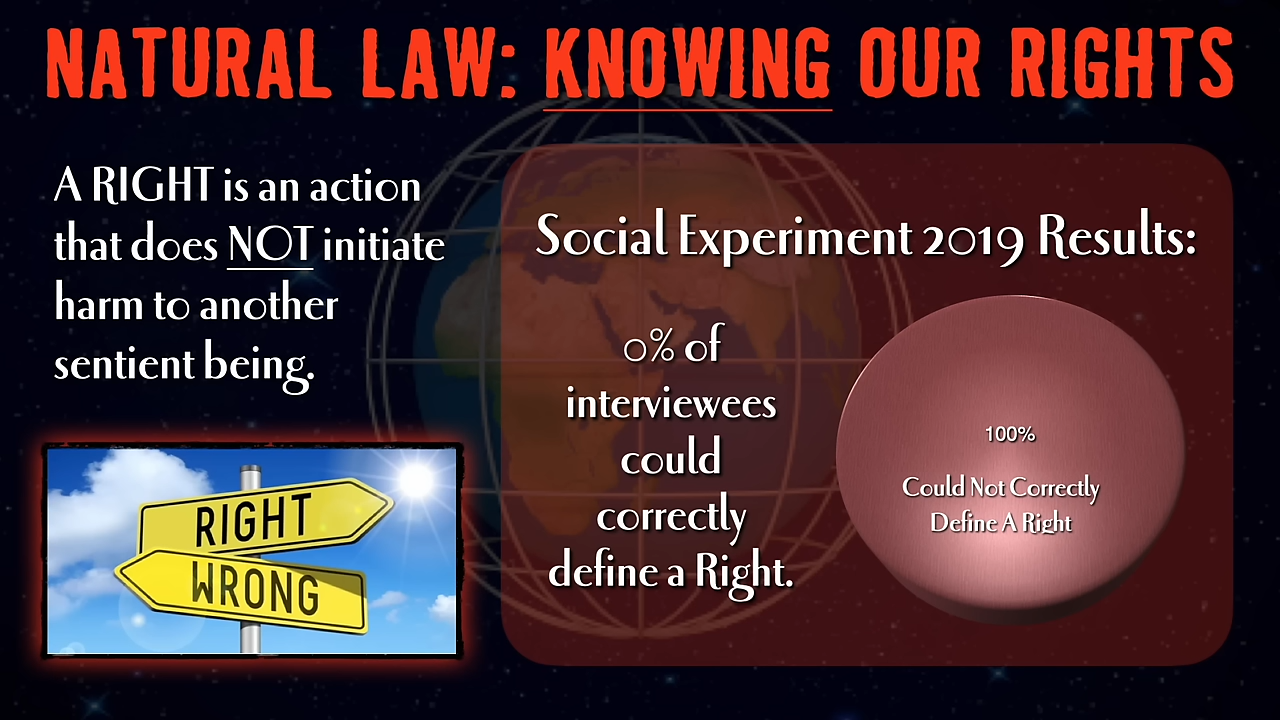 NATURAL LAW: KNOWING OUR RIGHTS
A RIGHT is an action
that does NOT initiate
harm to another
sentient being.
RIGHT
WRONG
Social Experiment 2019 Results:
0% of
interviewees
could
correctly
define a Right.
100%
Could Not Correctly
Define A Right